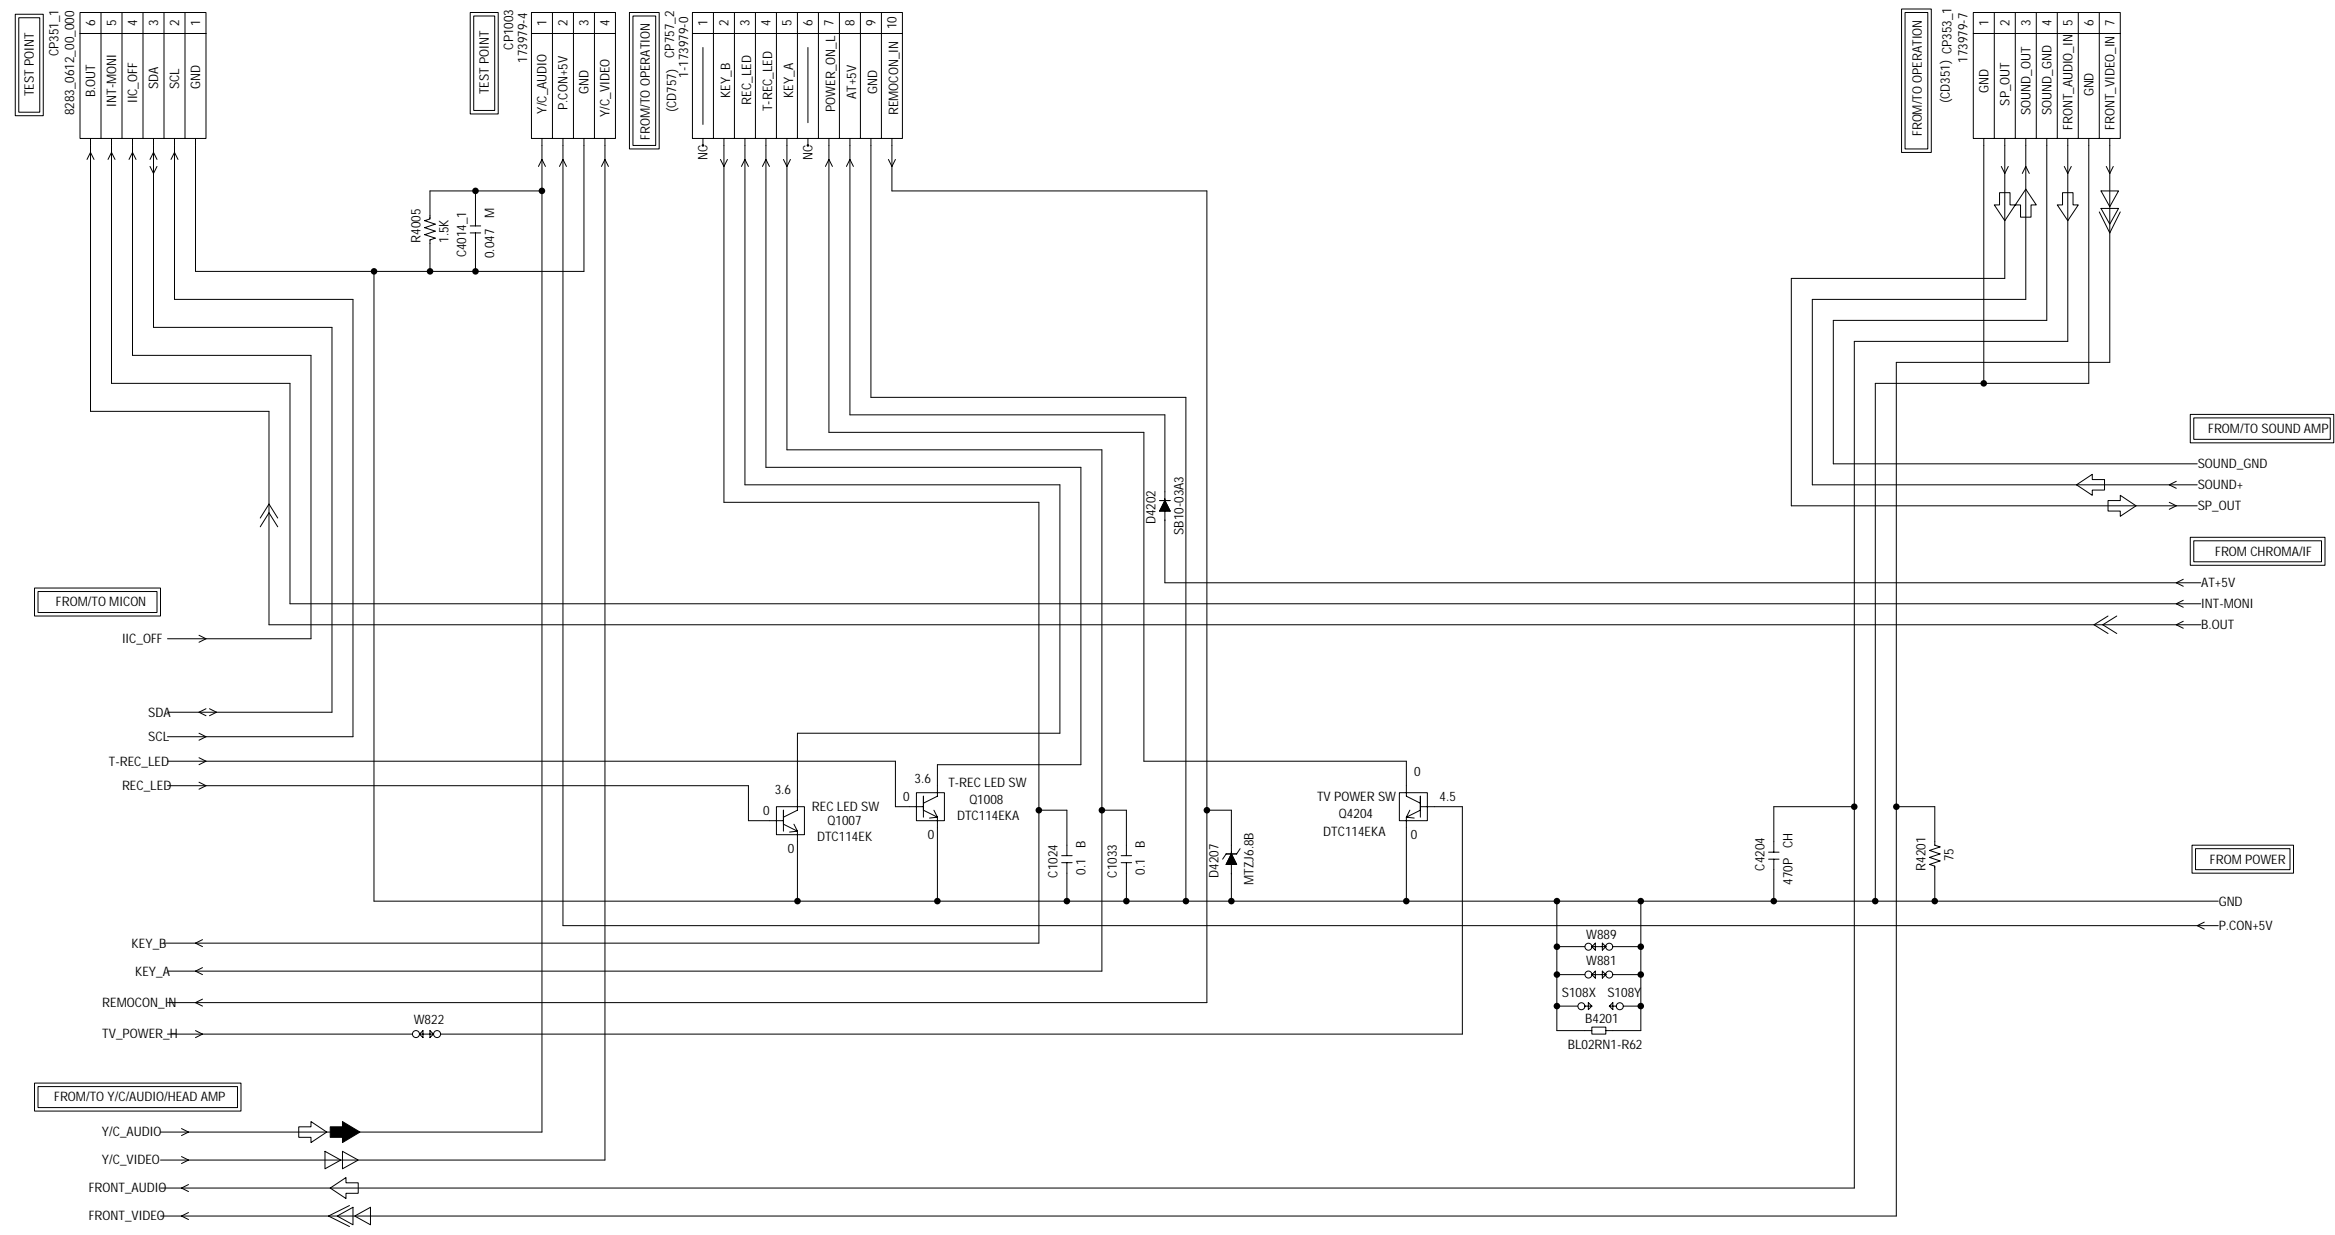 TEST POINT
CP351_1
8283_0612_00_000
6 B.OUT
5 INT-MONI
4 IIC_OFF
3 SDA
2 SCL
1 GND
TEST POINT
CP1003
173979-4
1 Y/C_AUDIO
2 P.CON+5V
3 GND
4 Y/C_VIDEO
FROM/TO OPERATION
(CD757) CP757_2
1-173979-0
1
2 KEY_B
3 REC_LED
4 T-REC_LED
5 KEY_A
6
7 POWER_ON_L
8 AT+5V
9 GND
10 REMOCON_IN
NC
NC
FROM/TO OPERATION
(CD351) CP353_1
173979-7
1 GND
2 SP_OUT
3 SOUND_OUT
4 SOUND_GND
5 FRONT_AUDIO_IN
6 GND
7 FRONT_VIDEO_IN
R4005
1.5K
C4014_1
0.047 M
FROM/TO SOUND AMP
SOUND_GND
SOUND+
SP_OUT
D4202
SB10-03A3
FROM CHROMA/IF
AT+5V
INT-MONI
B.OUT
FROM/TO MICON
IIC_OFF
SDA
SCL
T-REC_LED
REC_LED
3.6
0
0
REC LED SW
Q1007
DTC114EK
3.6
0
0
T-REC LED SW
Q1008
DTC114EKA
C1024
0.1 B
C1033
0.1 B
D4207
MTZJ6.8B
TV POWER SW
Q4204
DTC114EKA
0
4.5
0
C4204
470P CH
R4201
75
FROM POWER
GND
P.CON+5V
KEY_B
KEY_A
REMOCON_IN
TV_POWER_H
W822
W889
W881
S108X S108Y
B4201
BL02RN1-R62
FROM/TO Y/C/AUDIO/HEAD AMP
Y/C_AUDIO
Y/C_VIDEO
FRONT_AUDIO
FRONT_VIDEO